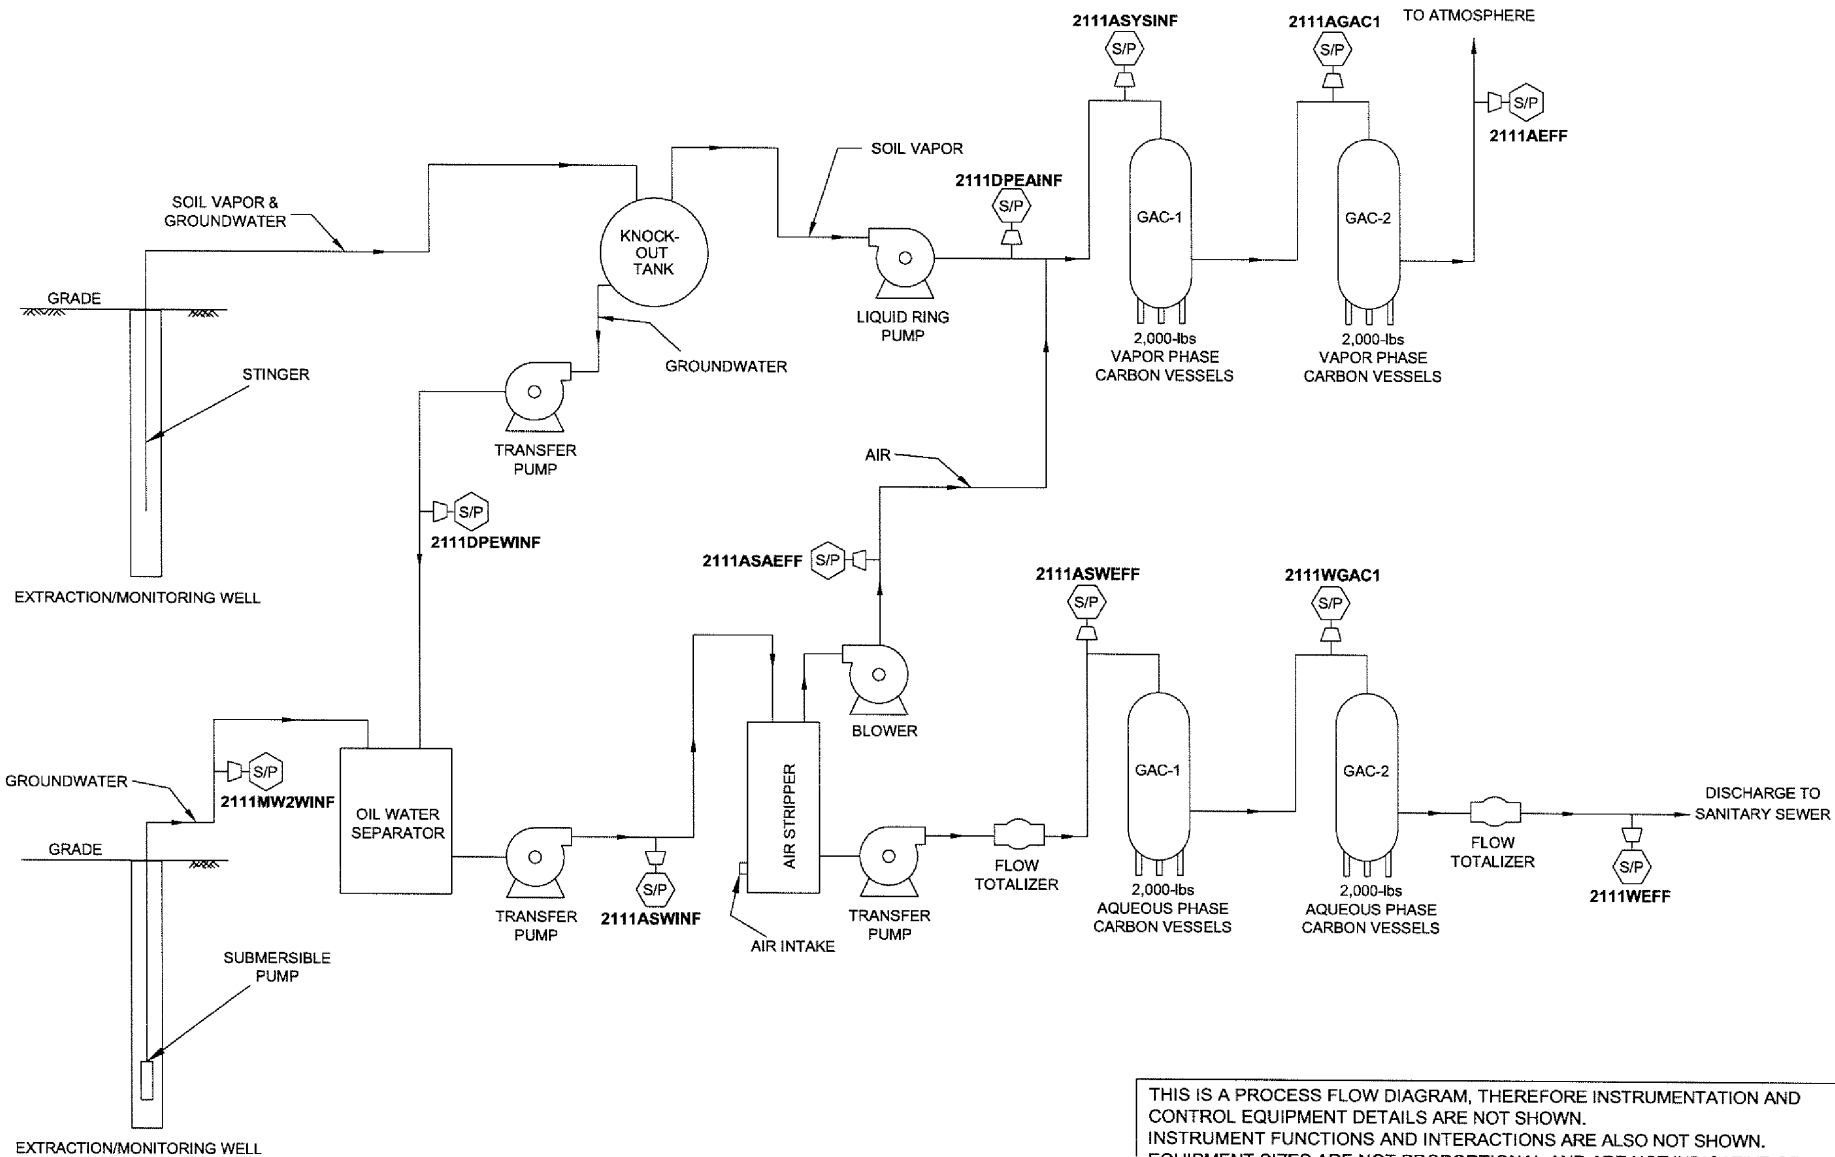 2111ASYSINF
S/P
2111AGAC1
S/P
TO ATMOSPHERE
S/P
2111AEFF
SOIL VAPOR &
GROUNDWATER
KNOCK-
OUT
TANK
SOIL VAPOR
2111DPEAINF
S/P
GAC-1
GAC-2
GRADE
LIQUID RING
PUMP
2,000-lbs
VAPOR PHASE
CARBON VESSELS
2,000-lbs
VAPOR PHASE
CARBON VESSELS
GROUNDWATER
STINGER
TRANSFER
PUMP
AIR
S/P
2111DPEWINF
2111ASAEFF
S/P
2111ASWEFF
S/P
2111WGAC1
S/P
EXTRACTION/MONITORING WELL
BLOWER
GROUNDWATER
S/P
2111MW2WINF
OIL WATER
SEPARATOR
AIR STRIPPER
GAC-1
GAC-2
DISCHARGE TO
SANITARY SEWER
GRADE
FLOW
TOTALIZER
FLOW
TOTALIZER
TRANSFER
PUMP
S/P
2111ASWINF
AIR INTAKE
TRANSFER
PUMP
2,000-lbs
AQUEOUS PHASE
CARBON VESSELS
2,000-lbs
AQUEOUS PHASE
CARBON VESSELS
S/P
2111WEFF
SUBMERSIBLE
PUMP
EXTRACTION/MONITORING WELL
THIS IS A PROCESS FLOW DIAGRAM, THEREFORE INSTRUMENTATION AND
CONTROL EQUIPMENT DETAILS ARE NOT SHOWN.
INSTRUMENT FUNCTIONS AND INTERACTIONS ARE ALSO NOT SHOWN.